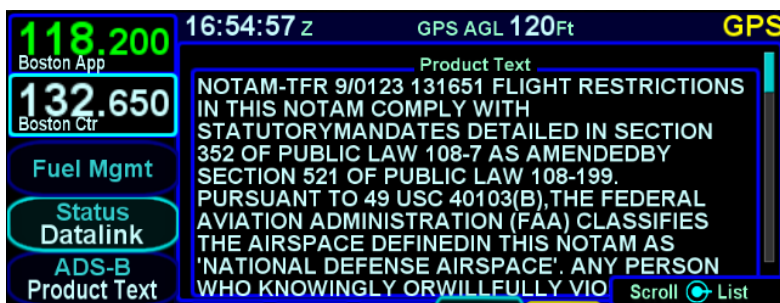 118.200
Boston App
132.650
Boston Ctr
Fuel Mgmt
Status
Datalink
ADS-B
Product Text
16:54:57 Z
GPS AGL 120Ft
GPS
Product Text
NOTAM-TFR 9/0123 131651 FLIGHT RESTRICTIONS
IN THIS NOTAM COMPLY WITH
STATUTORYMANDATES DETAILED IN SECTION
352 OF PUBLIC LAW 108-7 AS AMENDEDBY
SECTION 521 OF PUBLIC LAW 108-199.
PURSUANT TO 49 USC 40103(B),THE FEDERAL
AVIATION ADMINISTRATION (FAA) CLASSIFIES
THE AIRSPACE DEFINEDIN THIS NOTAM AS
'NATIONAL DEFENSE AIRSPACE'. ANY PERSON
WHO KNOWINGLY ORWILLFULLY VIO
Scroll List